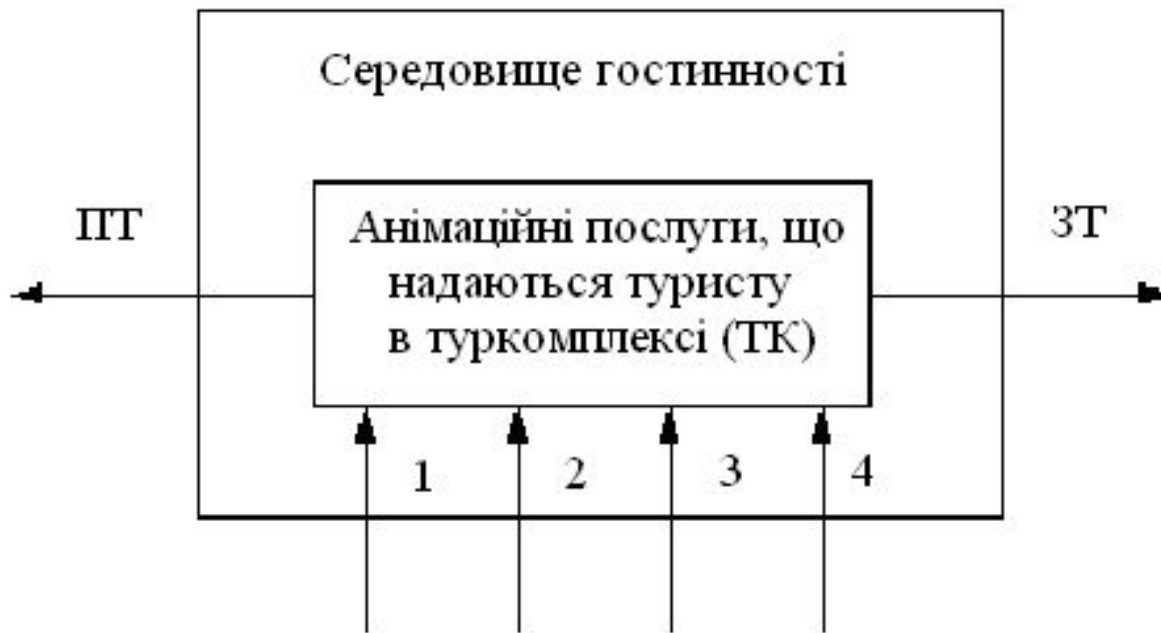 Середовище гостинності
ПТ
ЗТ
Анімаційні послуги, що
надаються туристу
в туркомплексі (ТК)
1 2 3 4